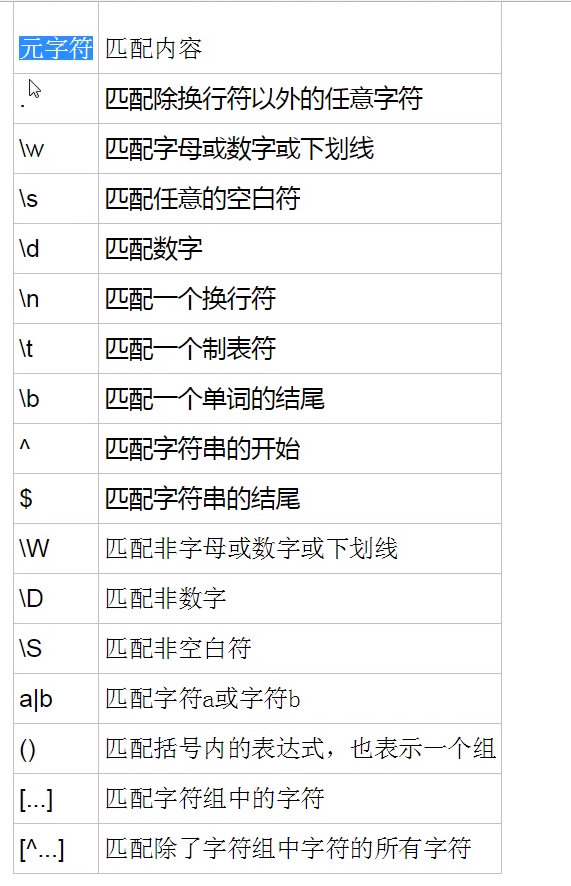 元字符 匹配内容
. 匹配除换行符以外的任意字符
\w 匹配字母或数字或下划线
\s 匹配任意的空白符
\d 匹配数字
\n 匹配一个换行符
\t 匹配一个制表符
\b 匹配一个单词的结尾
^ 匹配字符串的开始
$ 匹配字符串的结尾
\W 匹配非字母或数字或下划线
\D 匹配非数字
\S 匹配非空白符
a|b 匹配字符a或字符b
() 匹配括号内的表达式，也表示一个组
[...] 匹配字符组中的字符
[^...] 匹配除了字符组中字符的所有字符